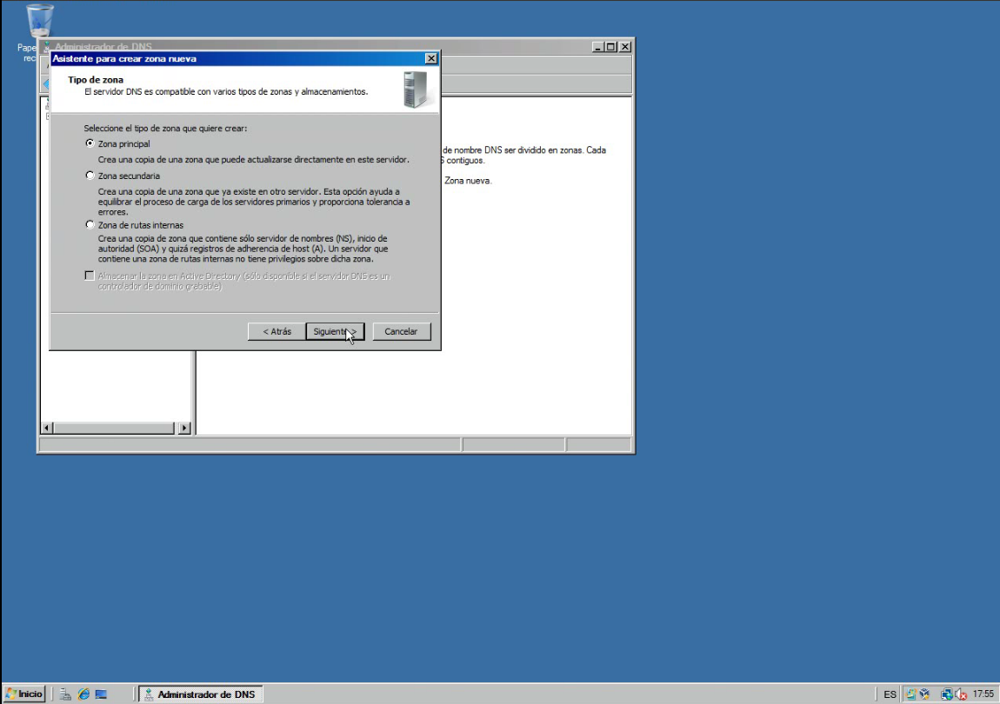 Administrador de DNS
Asistente para crear zona nueva
Tipo de zona
El servidor DNS es compatible con varios tipos de zonas y almacenamientos.
Seleccione el tipo de zona que quiere crear:
Zona principal
Crea una copia de una zona que puede actualizarse directamente en este servidor.
Zona secundaria
Crea una copia de una zona que ya existe en otro servidor. Esta opción ayuda a
equilibrar el proceso de carga de los servidores primarios y proporciona tolerancia a
errores.
Zona de rutas internas
Crea una copia de zona que contiene sólo servidor de nombres (NS), inicio de
autoridad (SOA) y quizá registros de adherencia de host (A). Un servidor que
contiene una zona de rutas internas no tiene privilegios sobre dicha zona.
Almacenar la zona en Active Directory (sólo disponible si el servidor DNS es un
controlador de dominio grabable)
< Atrás
Siguiente >
Cancelar
de nombre DNS ser dividido en zonas. Cada
contiguos.
Zona nueva.
Inicio
Administrador de DNS
ES
17:55